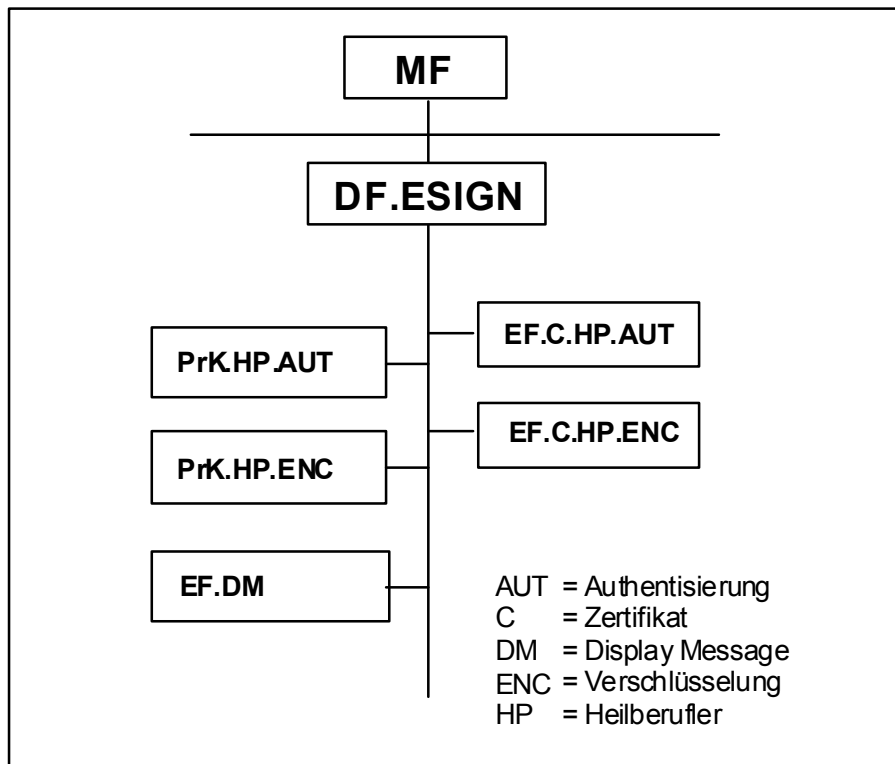 MF
DF.ESIGN
EF.C.HP.AUT
PrK.HP.AUT
EF.C.HP.ENC
PrK.HP.ENC
EF.DM
AUT = Authentisierung
C = Zertifikat
DM = Display Message
ENC = Verschlüsselung
HP = Heilberufler